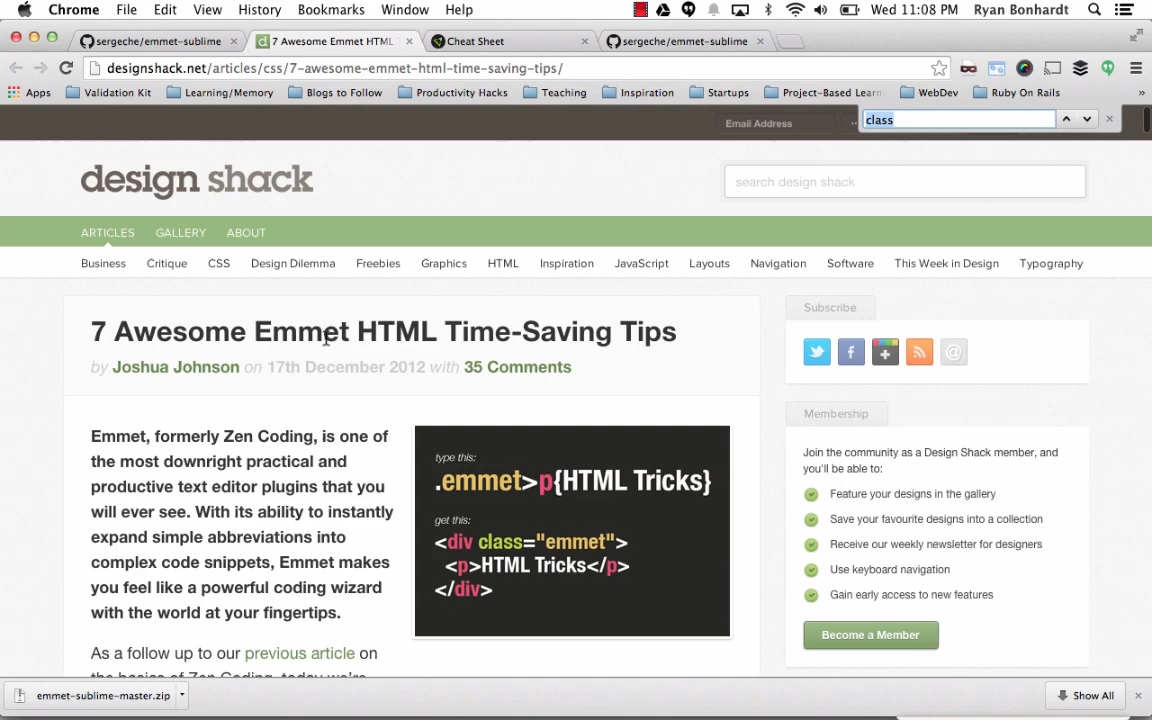 Chrome File Edit View History Bookmarks Window Help Wed 11:08 PM Ryan Bonhardt
sergeche/emmet-sublime 7 Awesome Emmet HTML Cheat Sheet sergeche/emmet-sublime
designshack.net/articles/css/7-awesome-emmet-html-time-saving-tips/
Apps Validation Kit Learning/Memory Blogs to Follow Productivity Hacks Teaching Inspiration Startups Project-Based Learni WebDev Ruby On Rails »
Email Address class
design shack
search design shack
ARTICLES GALLERY ABOUT
Business Critique CSS Design Dilemma Freebies Graphics HTML Inspiration JavaScript Layouts Navigation Software This Week in Design Typography
7 Awesome Emmet HTML Time-Saving Tips
by Joshua Johnson on 17th December 2012 with 35 Comments
Emmet, formerly Zen Coding, is one of
the most downright practical and
productive text editor plugins that you
will ever see. With its ability to instantly
expand simple abbreviations into
complex code snippets, Emmet makes
you feel like a powerful coding wizard
with the world at your fingertips.
As a follow up to our previous article on
the basics of Zen Coding, today we're
type this:
.emmet>p{HTML Tricks}
get this:
<div class="emmet">
<p>HTML Tricks</p>
</div>
Subscribe
Membership
Join the community as a Design Shack member, and
you'll be able to:
Feature your designs in the gallery
Save your favourite designs into a collection
Receive our weekly newsletter for designers
Use keyboard navigation
Gain early access to new features
Become a Member
emmet-sublime-master.zip Show All